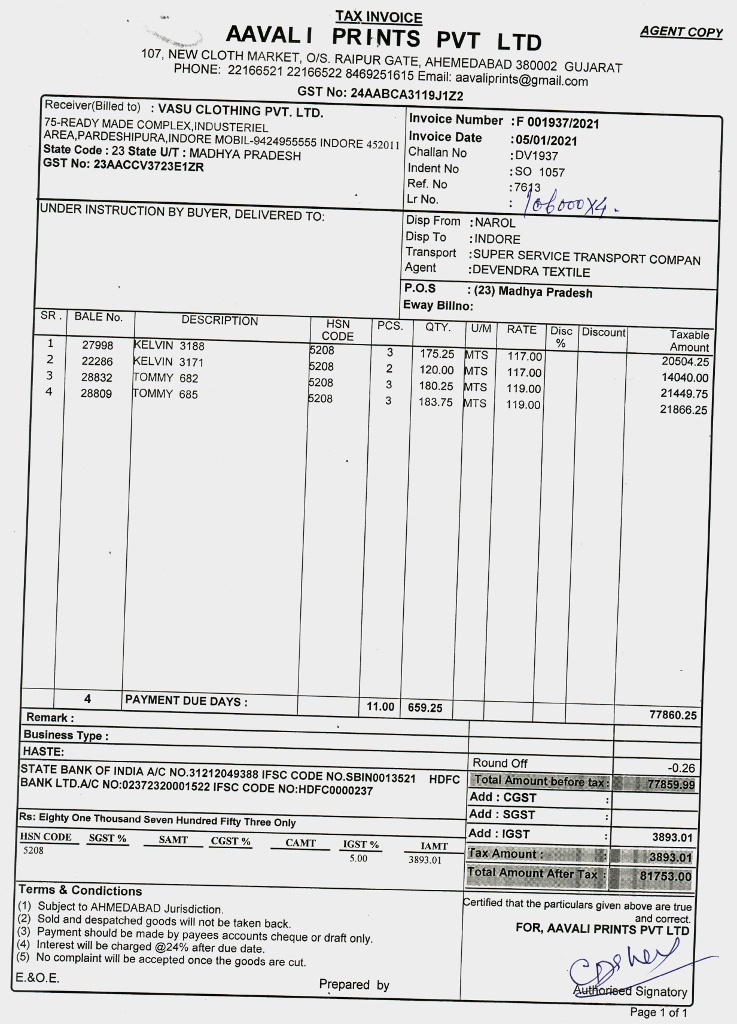 TAX INVOICE
AGENT COPY
AAVALI PRINTS PVT LTD
107, NEW CLOTH MARKET, O/S. RAIPUR GATE, AHEMEDABAD 380002 GUJARAT
PHONE: 22166521 22166522 8469251615 Email: aavaliprints@gmail.com
GST No: 24AABCA3119J1Z2
Receiver(Billed to) : VASU CLOTHING PVT. LTD.
75-READY MADE COMPLEX,INDUSTERIEL
AREA,PARDESHIPURA,INDORE MOBIL-9424955555 INDORE 452011
State Code : 23 State U/T : MADHYA PRADESH
GST No: 23AACCV3723E1ZR
Invoice Number :F 001937/2021
Invoice Date :05/01/2021
Challan No :DV1937
Indent No :SO 1057
Ref. No :7613
Lr No. : 106000X4.
UNDER INSTRUCTION BY BUYER, DELIVERED TO:
Disp From :NAROL
Disp To :INDORE
Transport :SUPER SERVICE TRANSPORT COMPAN
Agent :DEVENDRA TEXTILE
P.O.S : (23) Madhya Pradesh
Eway Billno:
SR. BALE No. DESCRIPTION HSN CODE PCS. QTY. U/M RATE Disc % Discount Taxable Amount
1 27998 KELVIN 3188 5208 3 175.25 MTS 117.00 20504.25
2 22286 KELVIN 3171 5208 2 120.00 MTS 117.00 14040.00
3 28832 TOMMY 682 5208 3 180.25 MTS 119.00 21449.75
4 28809 TOMMY 685 5208 3 183.75 MTS 119.00 21866.25
4 PAYMENT DUE DAYS : 11.00 659.25 77860.25
Remark :
Business Type :
HASTE:
Round Off -0.26
STATE BANK OF INDIA A/C NO.31212049388 IFSC CODE NO.SBIN0013521 HDFC
BANK LTD.A/C NO:02372320001522 IFSC CODE NO:HDFC0000237
Total Amount before tax: 77859.99
Add : CGST :
Add : SGST :
Add : IGST : 3893.01
Tax Amount : 3893.01
Total Amount After Tax : 81753.00
Rs: Eighty One Thousand Seven Hundred Fifty Three Only
HSN CODE SGST % SAMT CGST % CAMT IGST % IAMT
5208 5.00 3893.01
Terms & Conditions
(1) Subject to AHMEDABAD Jurisdiction.
(2) Sold and despatched goods will not be taken back.
(3) Payment should be made by payees accounts cheque or draft only.
(4) Interest will be charged @24% after due date.
(5) No complaint will be accepted once the goods are cut.
E.&O.E.
Prepared by
Certified that the particulars given above are true
and correct.
FOR, AAVALI PRINTS PVT LTD
Authorised Signatory
Page 1 of 1